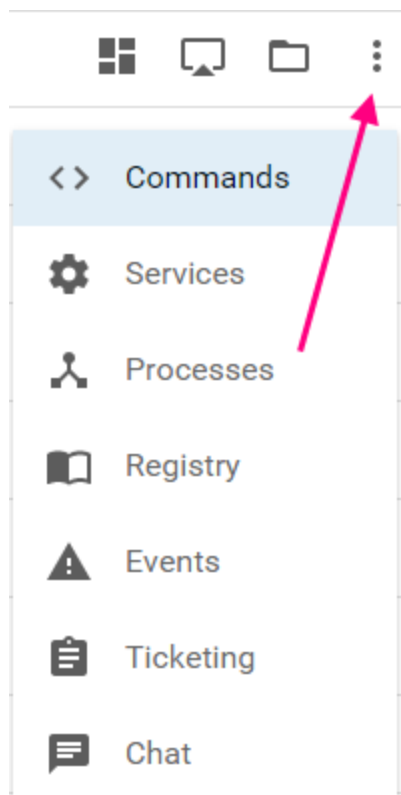 Commands
Services
Processes
Registry
Events
Ticketing
Chat